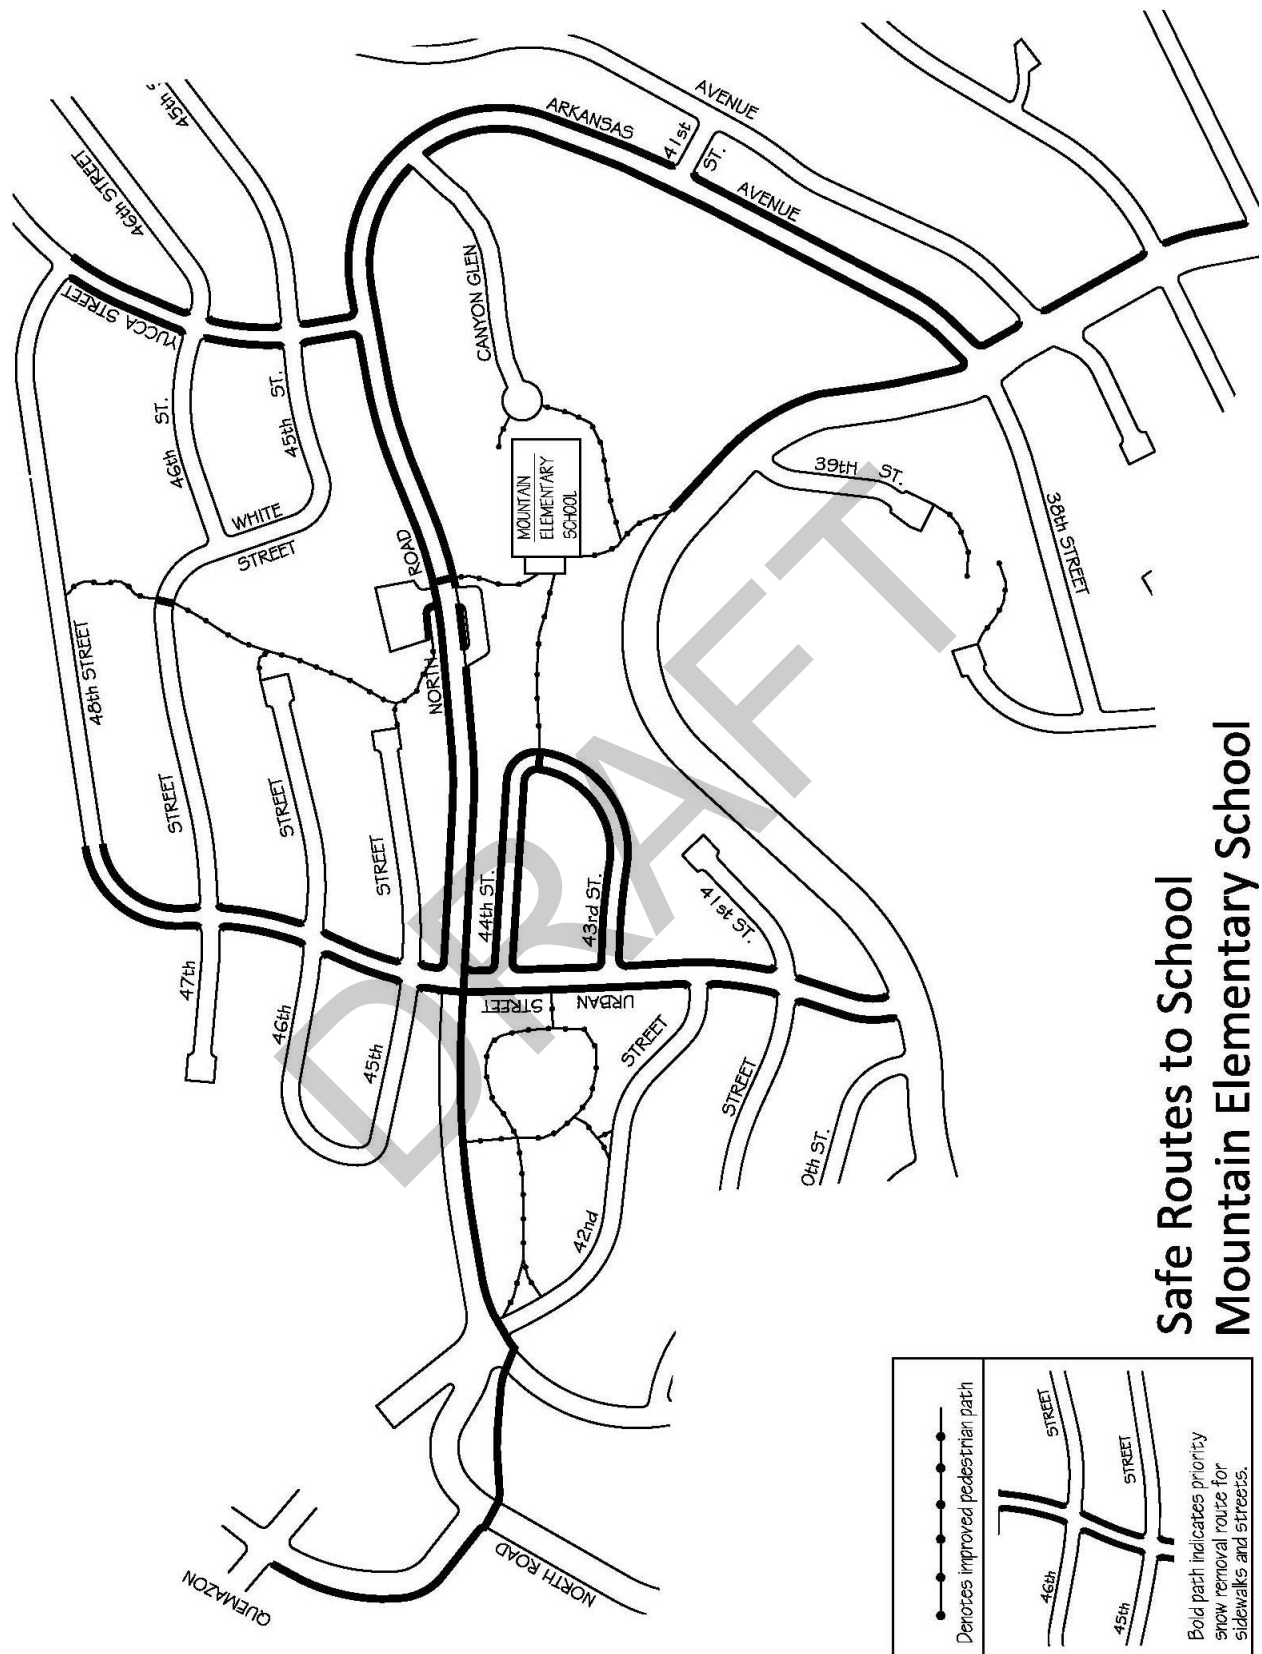 46th STREET
45th S
YUCCA STREET
ARKANSAS
AVENUE
41st
ST.
AVENUE
CANYON GLEN
46th ST.
45th ST.
WHITE
STREET
MOUNTAIN
ELEMENTARY
SCHOOL
NORTH ROAD
39tH ST.
38th STREET
48th STREET
47th STREET
46th STREET
45th STREET
44th ST.
43rd ST.
41st ST.
URBAN
STREET
42nd STREET
STREET
0th ST.
QUEMAZON
NORTH ROAD
DRAFT
Safe Routes to School
Mountain Elementary School
Denotes improved pedestrian path
46th STREET
45th STREET
Bold path indicates priority
snow removal route for
sidewalks and streets.